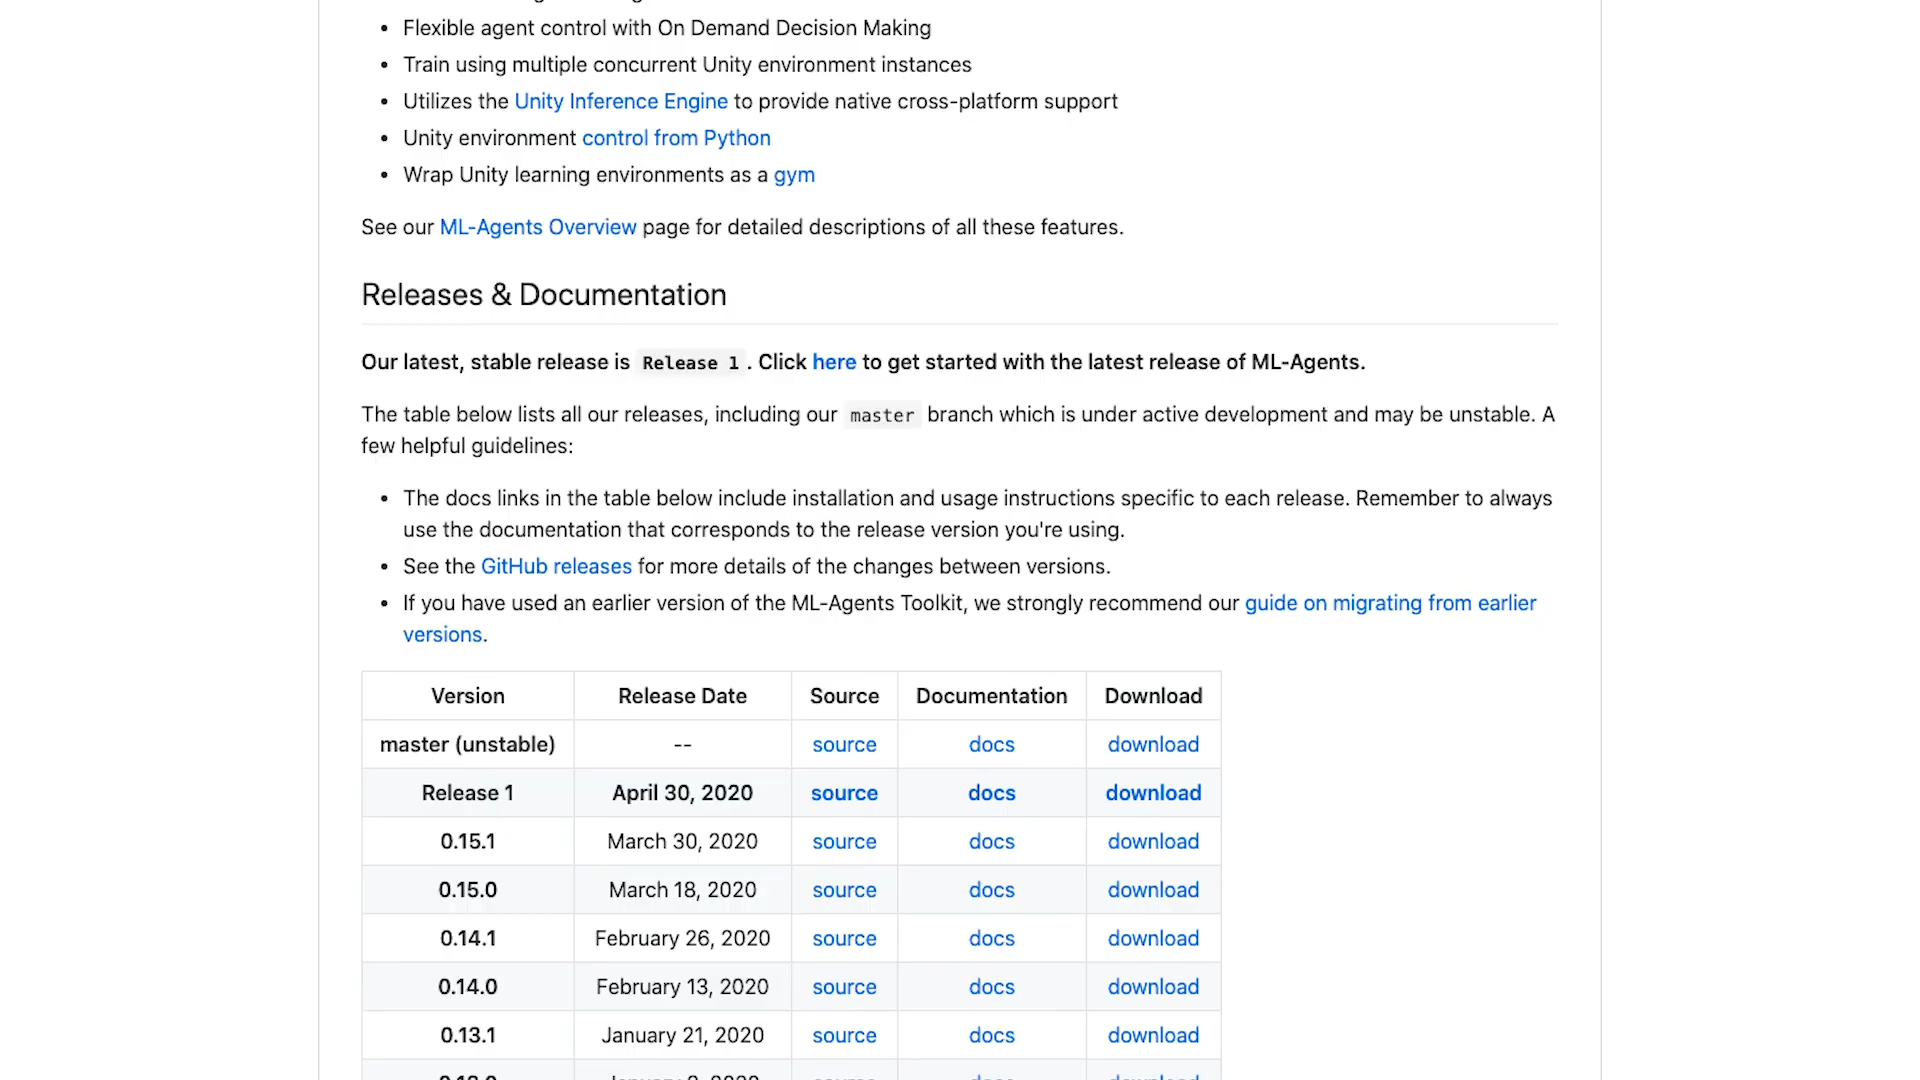 Flexible agent control with On Demand Decision Making
Train using multiple concurrent Unity environment instances
Utilizes the Unity Inference Engine to provide native cross-platform support
Unity environment control from Python
Wrap Unity learning environments as a gym
See our ML-Agents Overview page for detailed descriptions of all these features.
Releases & Documentation
Our latest, stable release is Release 1. Click here to get started with the latest release of ML-Agents.
The table below lists all our releases, including our master branch which is under active development and may be unstable. A
few helpful guidelines:
The docs links in the table below include installation and usage instructions specific to each release. Remember to always
use the documentation that corresponds to the release version you're using.
See the GitHub releases for more details of the changes between versions.
If you have used an earlier version of the ML-Agents Toolkit, we strongly recommend our guide on migrating from earlier
versions.
Version Release Date Source Documentation Download
master (unstable) -- source docs download
Release 1 April 30, 2020 source docs download
0.15.1 March 30, 2020 source docs download
0.15.0 March 18, 2020 source docs download
0.14.1 February 26, 2020 source docs download
0.14.0 February 13, 2020 source docs download
0.13.1 January 21, 2020 source docs download